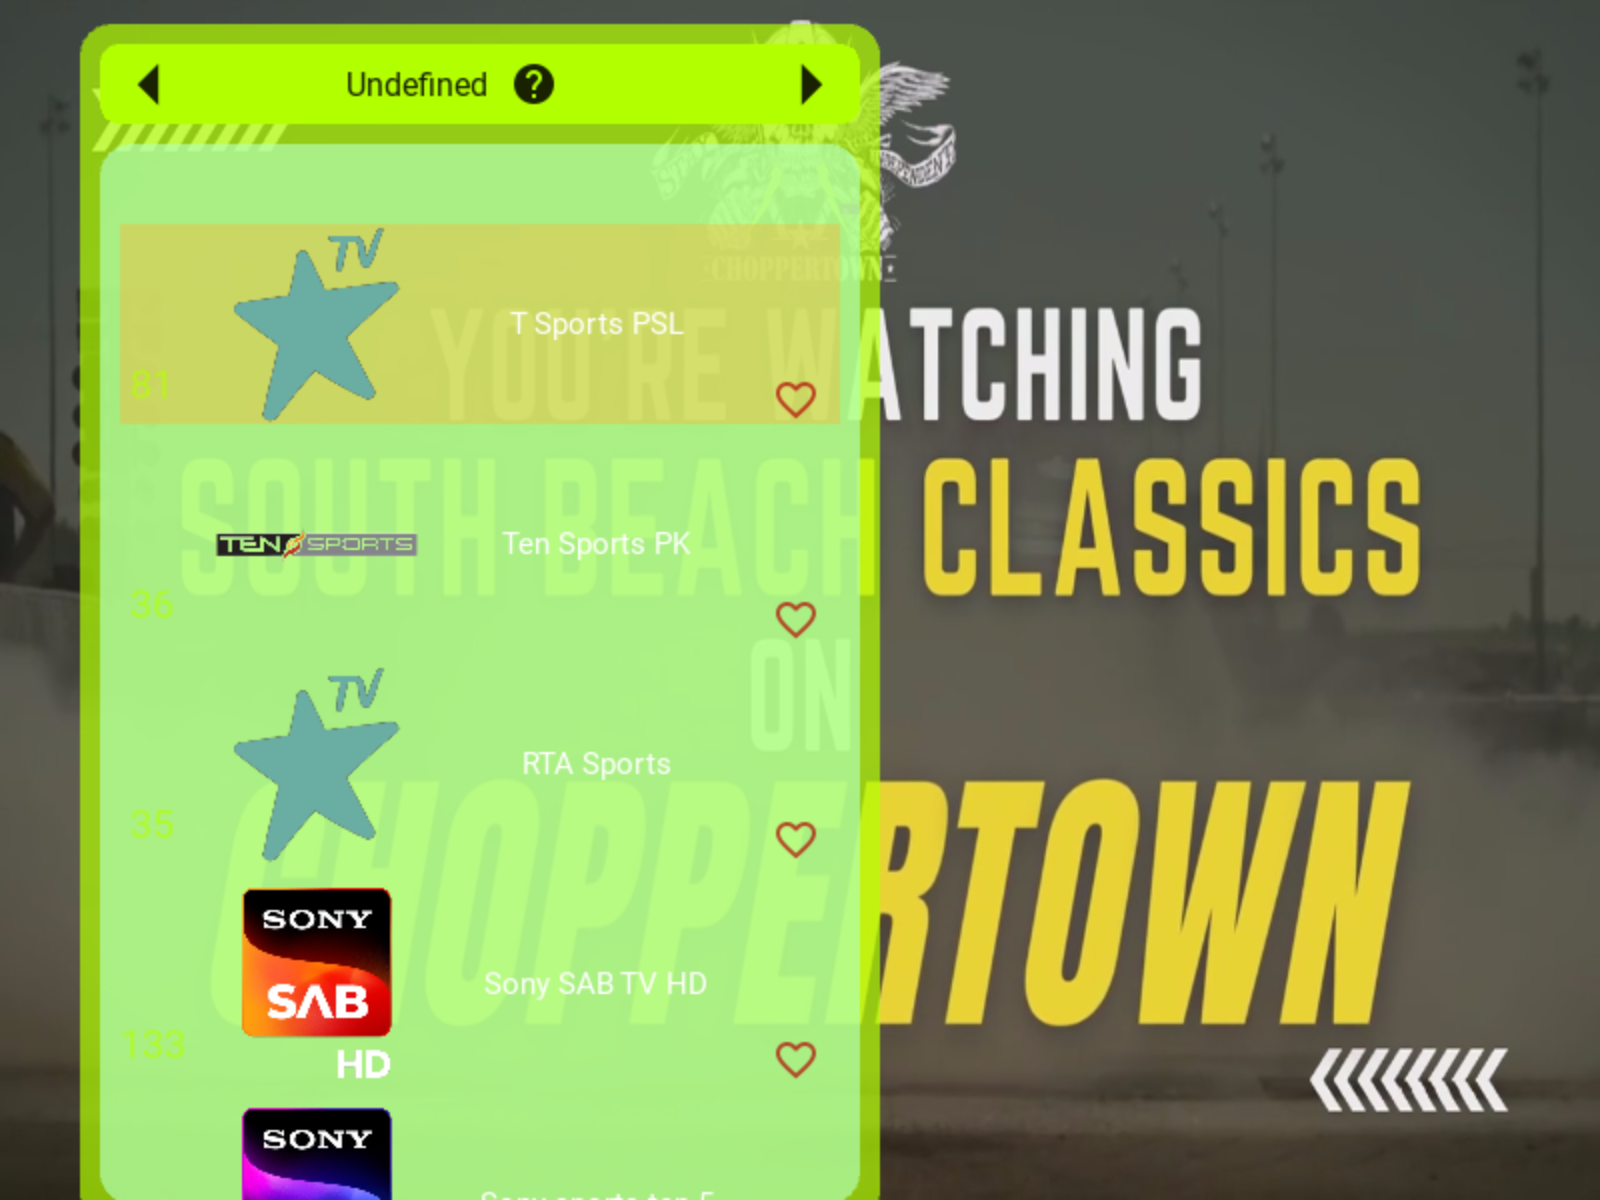 Undefined ?
TV
T Sports PSL
81
TEN SPORTS
Ten Sports PK
36
TV
RTA Sports
35
SONY
SAB
HD
Sony SAB TV HD
133
SONY
CHOPPERTOWN
YOU'RE WATCHING
SOUTH BEACH CLASSICS
ON
CHOPPERTOWN